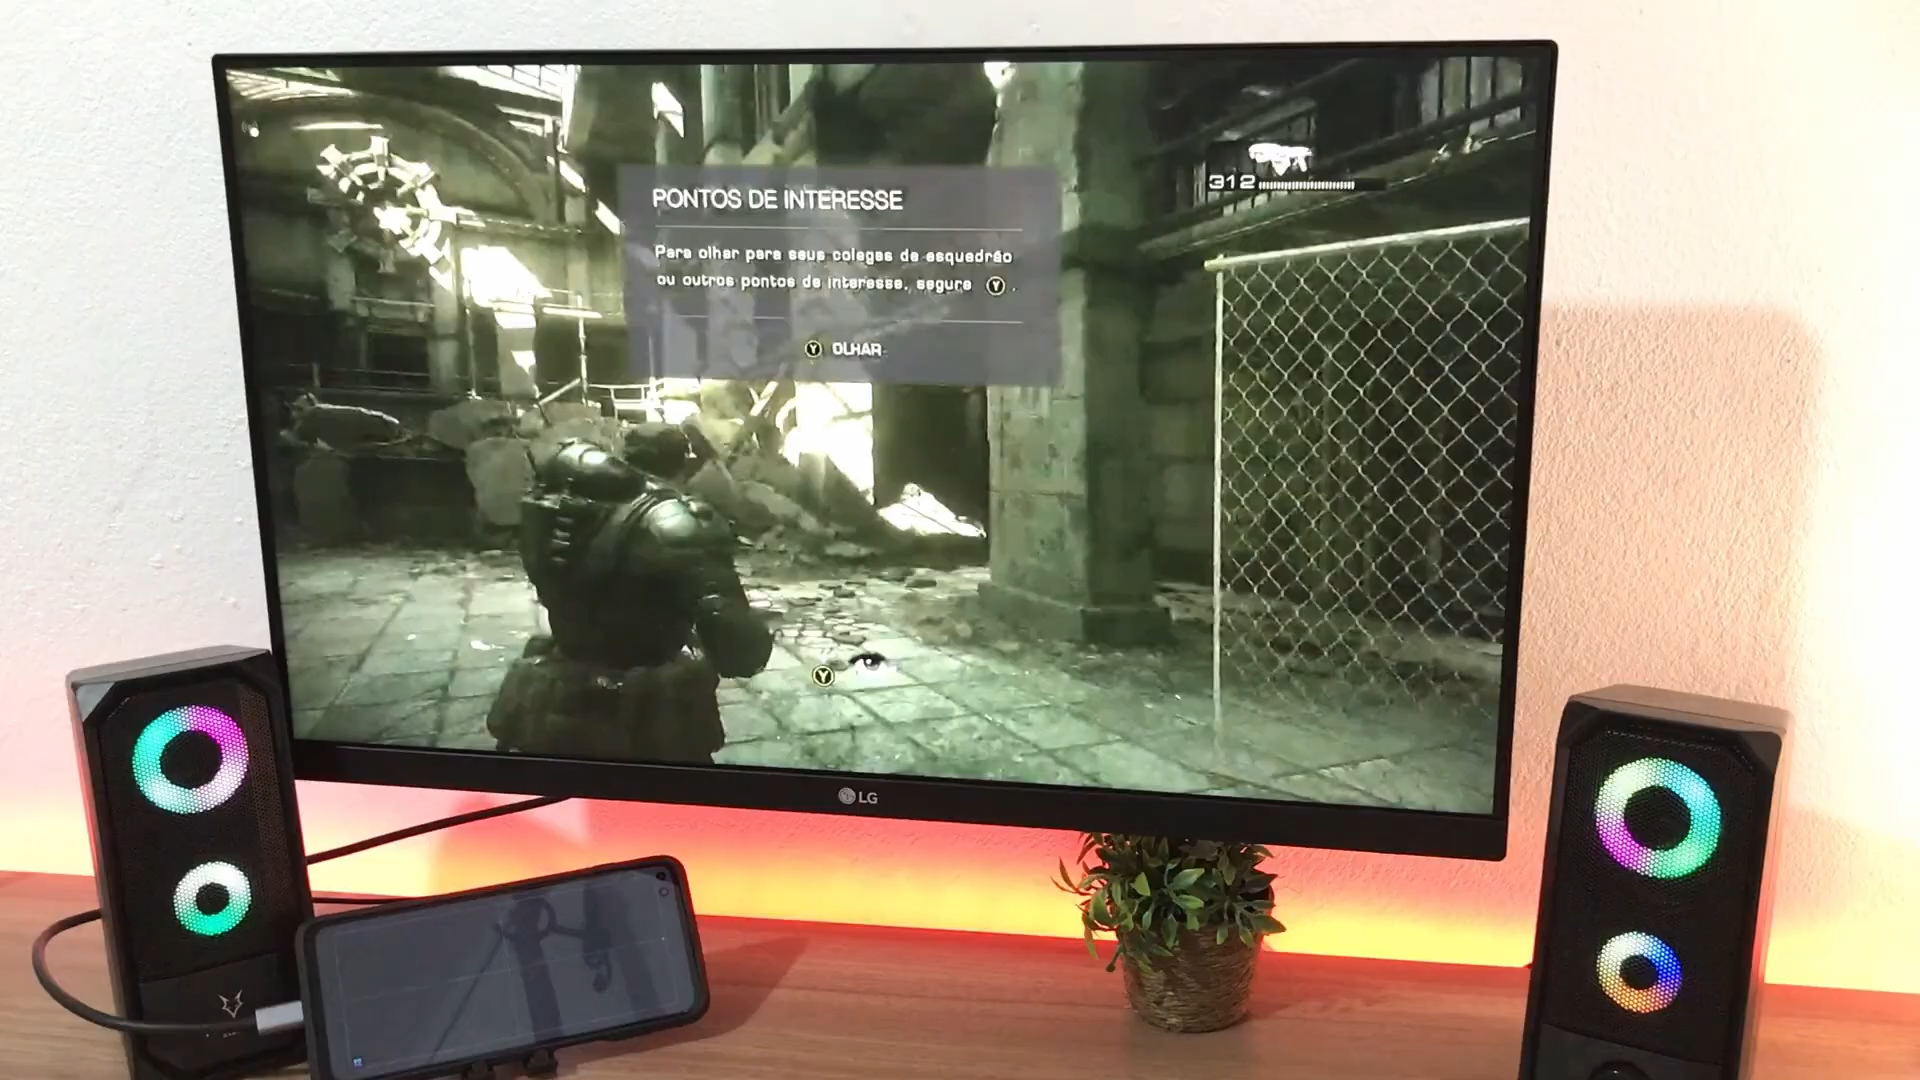 312
PONTOS DE INTERESSE
Para olhar para seus colegas de esquadrão
ou outros pontos de interesse, segure Y .
Y OLHAR
Y
LG